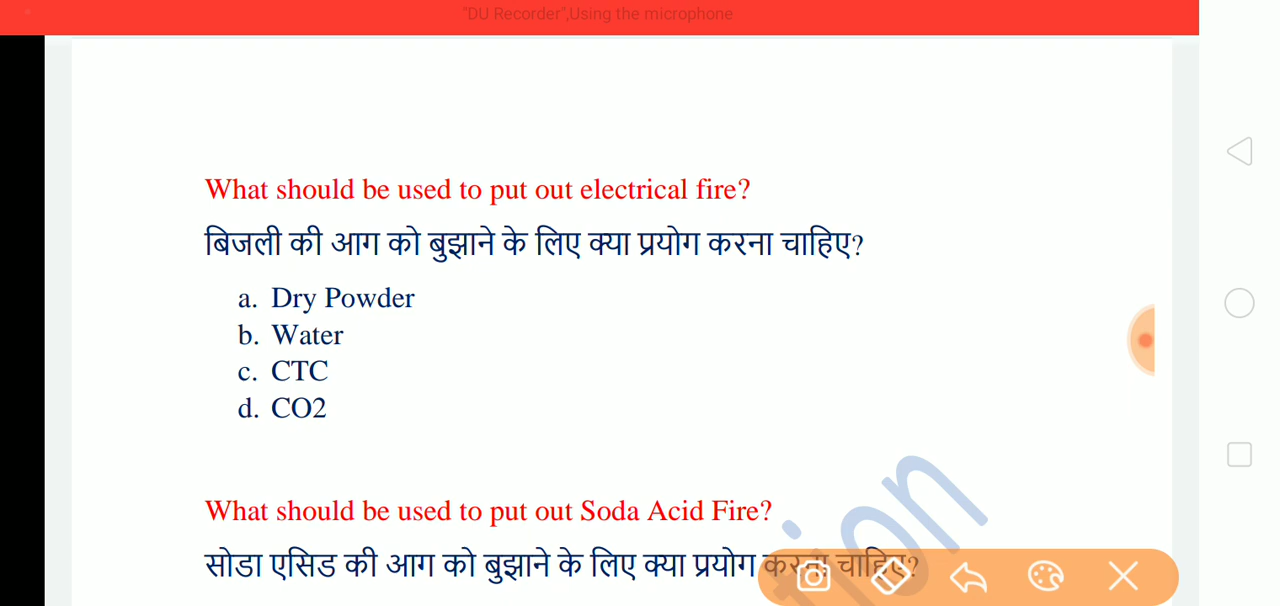 "DU Recorder",Using the microphone
What should be used to put out electrical fire?
बिजली की आग को बुझाने के लिए क्या प्रयोग करना चाहिए?
a. Dry Powder
b. Water
c. CTC
d. CO2
What should be used to put out Soda Acid Fire?
सोडा एसिड की आग को बुझाने के लिए क्या प्रयोग करना चाहिए?